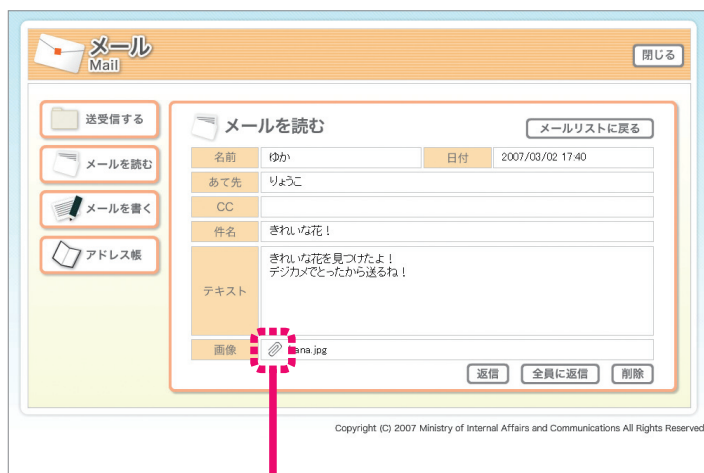 メール
Mail
閉じる
送受信する
メールを読む
メールを書く
アドレス帳
メールを読む
メールリストに戻る
名前 ゆか 日付 2007/03/02 17:40
あて先 りょうこ
CC
件名 きれいな花！
テキスト きれいな花を見つけたよ！
デジカメでとったから送るね！
画像 ana.jpg
返信 全員に返信 削除
Copyright (C) 2007 Ministry of Internal Affairs and Communications All Rights Reserved